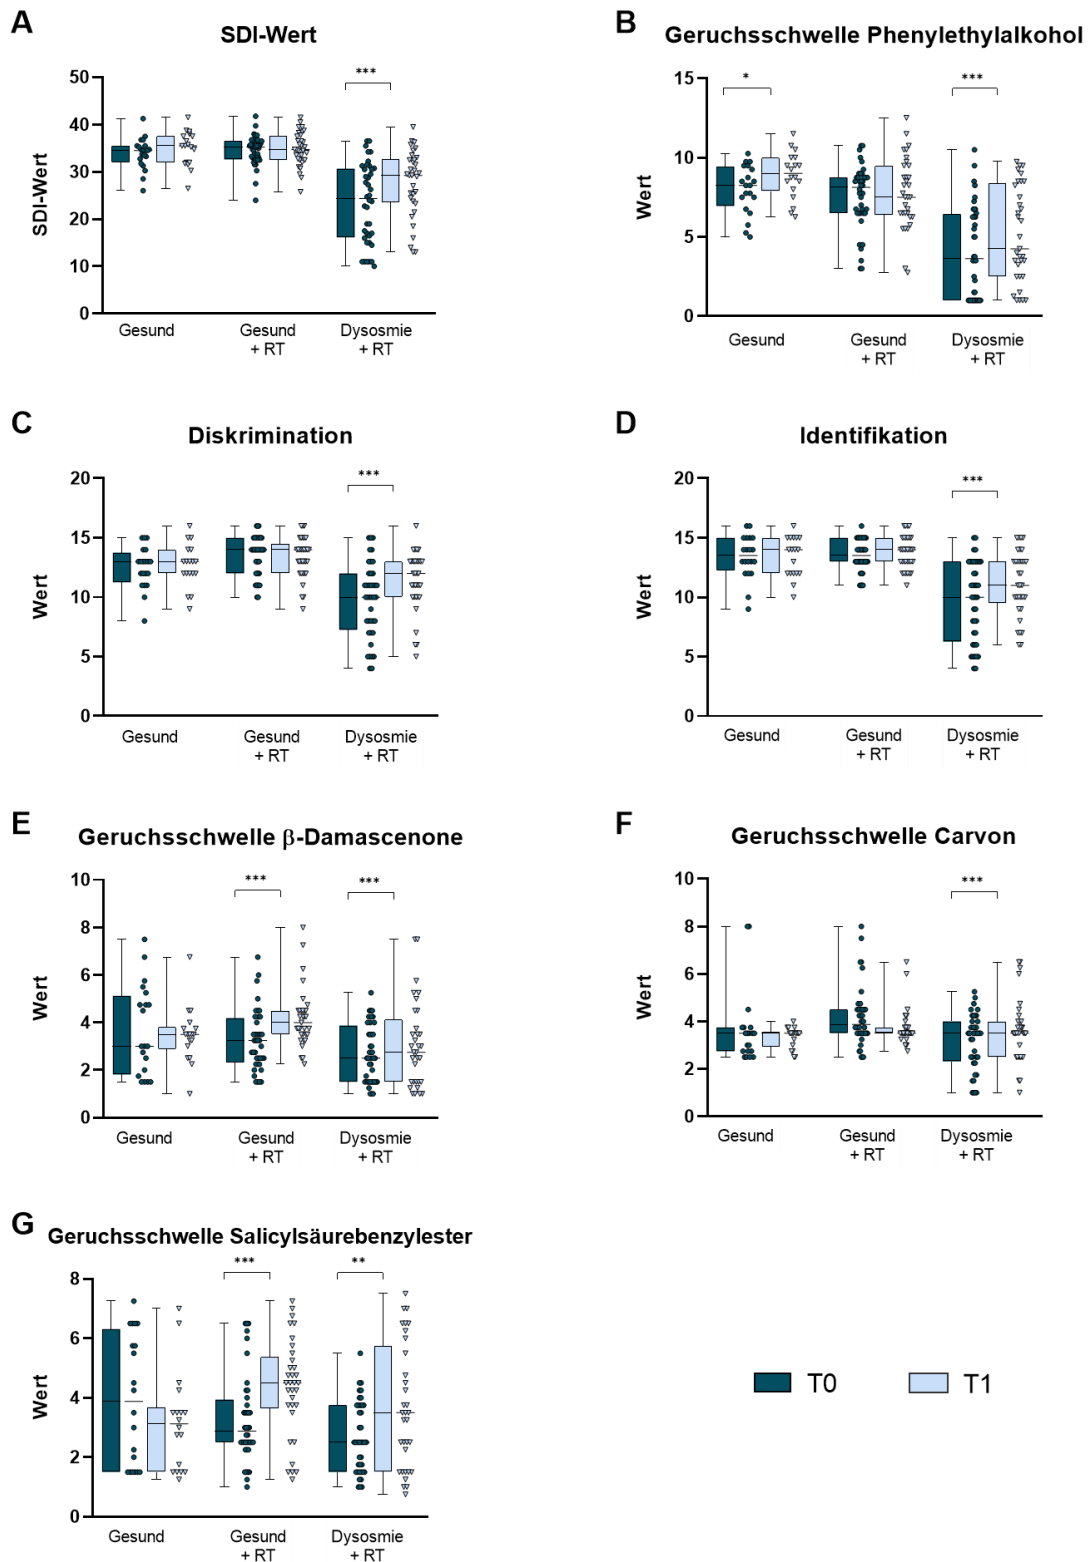 A
SDI-Wert
SDI-Wert
50
40
30
20
10
0
***
Gesund
Gesund
+ RT
Dysosmie
+ RT
B
Geruchsschwelle Phenylethylalkohol
Wert
15
10
5
0
*
***
Gesund
Gesund
+ RT
Dysosmie
+ RT
C
Diskrimination
Wert
20
15
10
5
0
***
Gesund
Gesund
+ RT
Dysosmie
+ RT
D
Identifikation
Wert
20
15
10
5
0
***
Gesund
Gesund
+ RT
Dysosmie
+ RT
E
Geruchsschwelle β-Damascenone
Wert
10
8
6
4
2
0
***
***
Gesund
Gesund
+ RT
Dysosmie
+ RT
F
Geruchsschwelle Carvon
Wert
10
8
6
4
2
0
***
Gesund
Gesund
+ RT
Dysosmie
+ RT
G
Geruchsschwelle Salicylsäurebenzylester
Wert
8
6
4
2
0
***
**
Gesund
Gesund
+ RT
Dysosmie
+ RT
T0
T1